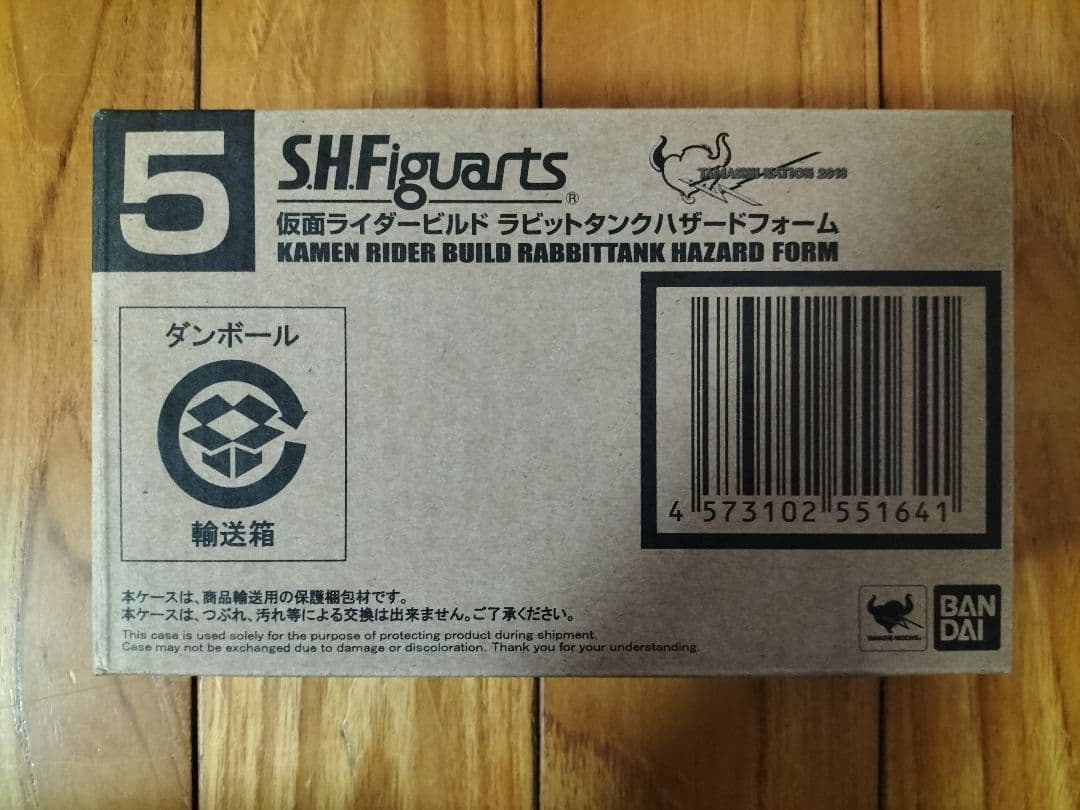 5
S.H.Figuarts®
TAMASHII NATION 2018
仮面ライダービルド ラビットタンクハザードフォーム
KAMEN RIDER BUILD RABBITTANK HAZARD FORM
ダンボール
輸送箱
4 573102 551641
本ケースは、商品輸送用の保護梱包材です。
本ケースは、つぶれ、汚れ等による交換は出来ません。ご了承ください。
This case is used solely for the purpose of protecting product during shipment.
Case may not be exchanged due to damage or discoloration. Thank you for your understanding.
TAMASHII NATIONS
BAN
DAI